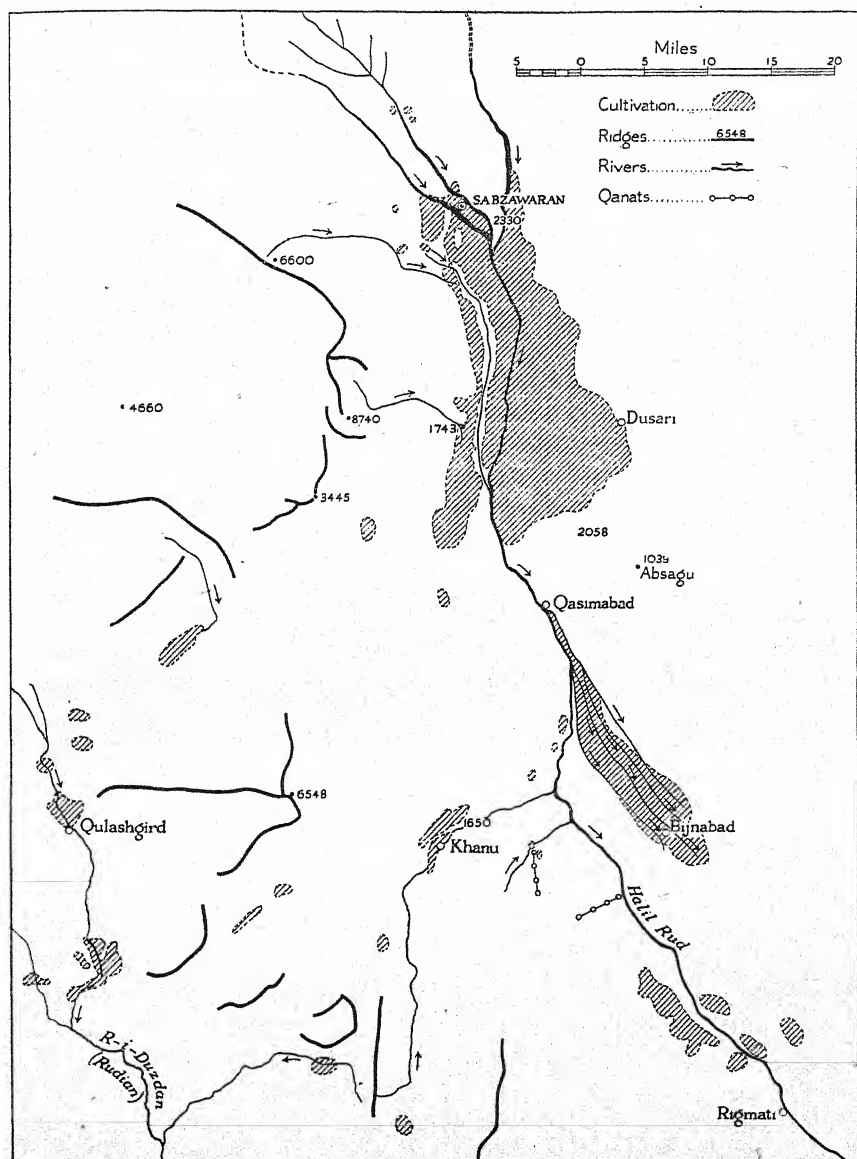 Miles
5 0 5 10 15 20
Cultivation
Ridges 6548
Rivers
Qanats
SABZAWARAN
2330
6600
4660
8740
1743
Dusari
3445
2058
1039
Absagu
Qasimabad
6548
Qulashgird
1650
Khanu
Bijnabad
Halil Rud
R-i-Duzdan
(Rudian)
Rigmati